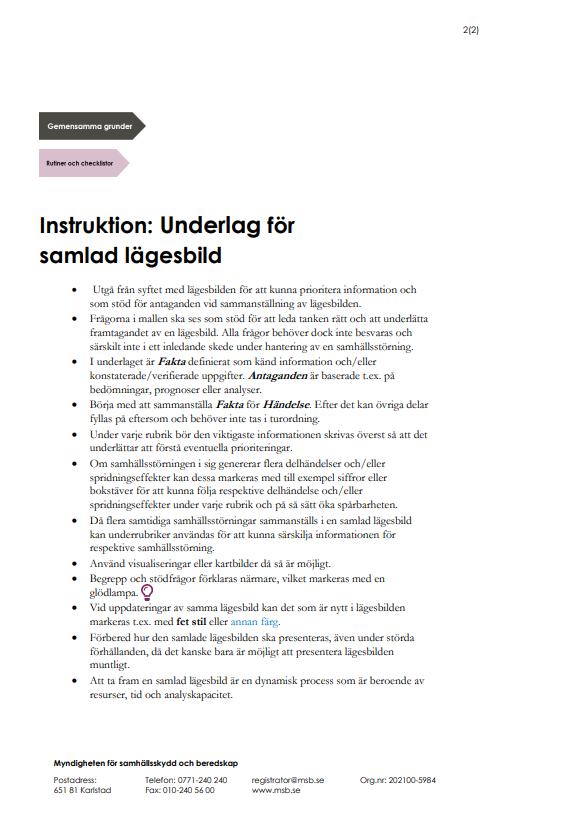 2(2)
Gemensamma grunder
Rutiner och checklistor
Instruktion: Underlag för
samlad lägesbild
• Utgå från syftet med lägesbilden för att kunna prioritera information och
som stöd för antaganden vid sammanställning av lägesbilden.
• Frågorna i mallen ska ses som stöd för att leda tanken rätt och att underlätta
framtagandet av en lägesbild. Alla frågor behöver dock inte besvaras och
särskilt inte i ett inledande skede under hantering av en samhällsstörning.
• I underlaget är Fakta definierat som känd information och/eller
konstaterade/verifierade uppgifter. Antaganden är baserade t.ex. på
bedömningar, prognoser eller analyser.
• Börja med att sammanställa Fakta för Händelse. Efter det kan övriga delar
fyllas på eftersom och behöver inte tas i turordning.
• Under varje rubrik bör den viktigaste informationen skrivas överst så att det
underlättar att förstå eventuella prioriteringar.
• Om samhällsstörningen i sig genererar flera delhändelser och/eller
spridningseffekter kan dessa markeras med till exempel siffror eller
bokstäver för att kunna följa respektive delhändelse och/eller
spridningseffekter under varje rubrik och på så sätt öka spårbarheten.
• Då flera samtidiga samhällsstörningar sammanställs i en samlad lägesbild
kan underrubriker användas för att kunna särskilja informationen för
respektive samhällsstörning.
• Använd visualiseringar eller kartbilder då så är möjligt.
• Begrepp och stödfrågor förklaras närmare, vilket markeras med en
glödlampa.
• Vid uppdateringar av samma lägesbild kan det som är nytt i lägesbilden
markeras t.ex. med fet stil eller annan färg.
• Förbered hur den samlade lägesbilden ska presenteras, även under störda
förhållanden, då det kanske bara är möjligt att presentera lägesbilden
muntligt.
• Att ta fram en samlad lägesbild är en dynamisk process som är beroende av
resurser, tid och analyskapacitet.
Myndigheten för samhällsskydd och beredskap
Postadress: Telefon: 0771-240 240 registrator@msb.se Org.nr: 202100-5984
651 81 Karlstad Fax: 010-240 56 00 www.msb.se